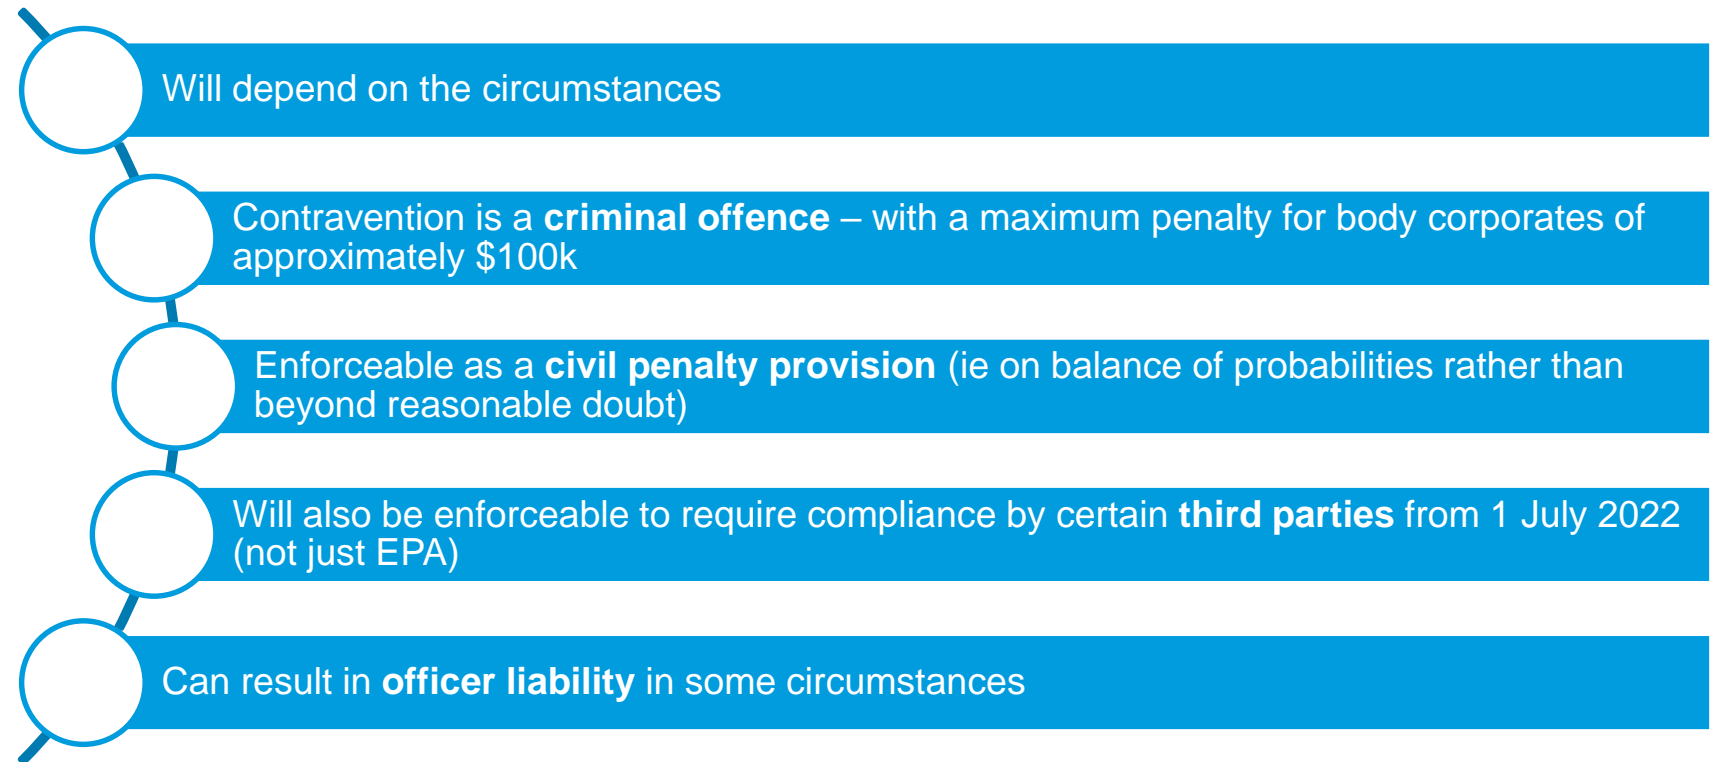 Will depend on the circumstances
Contravention is a criminal offence – with a maximum penalty for body corporates of
approximately $100k
Enforceable as a civil penalty provision (ie on balance of probabilities rather than
beyond reasonable doubt)
Will also be enforceable to require compliance by certain third parties from 1 July 2022
(not just EPA)
Can result in officer liability in some circumstances